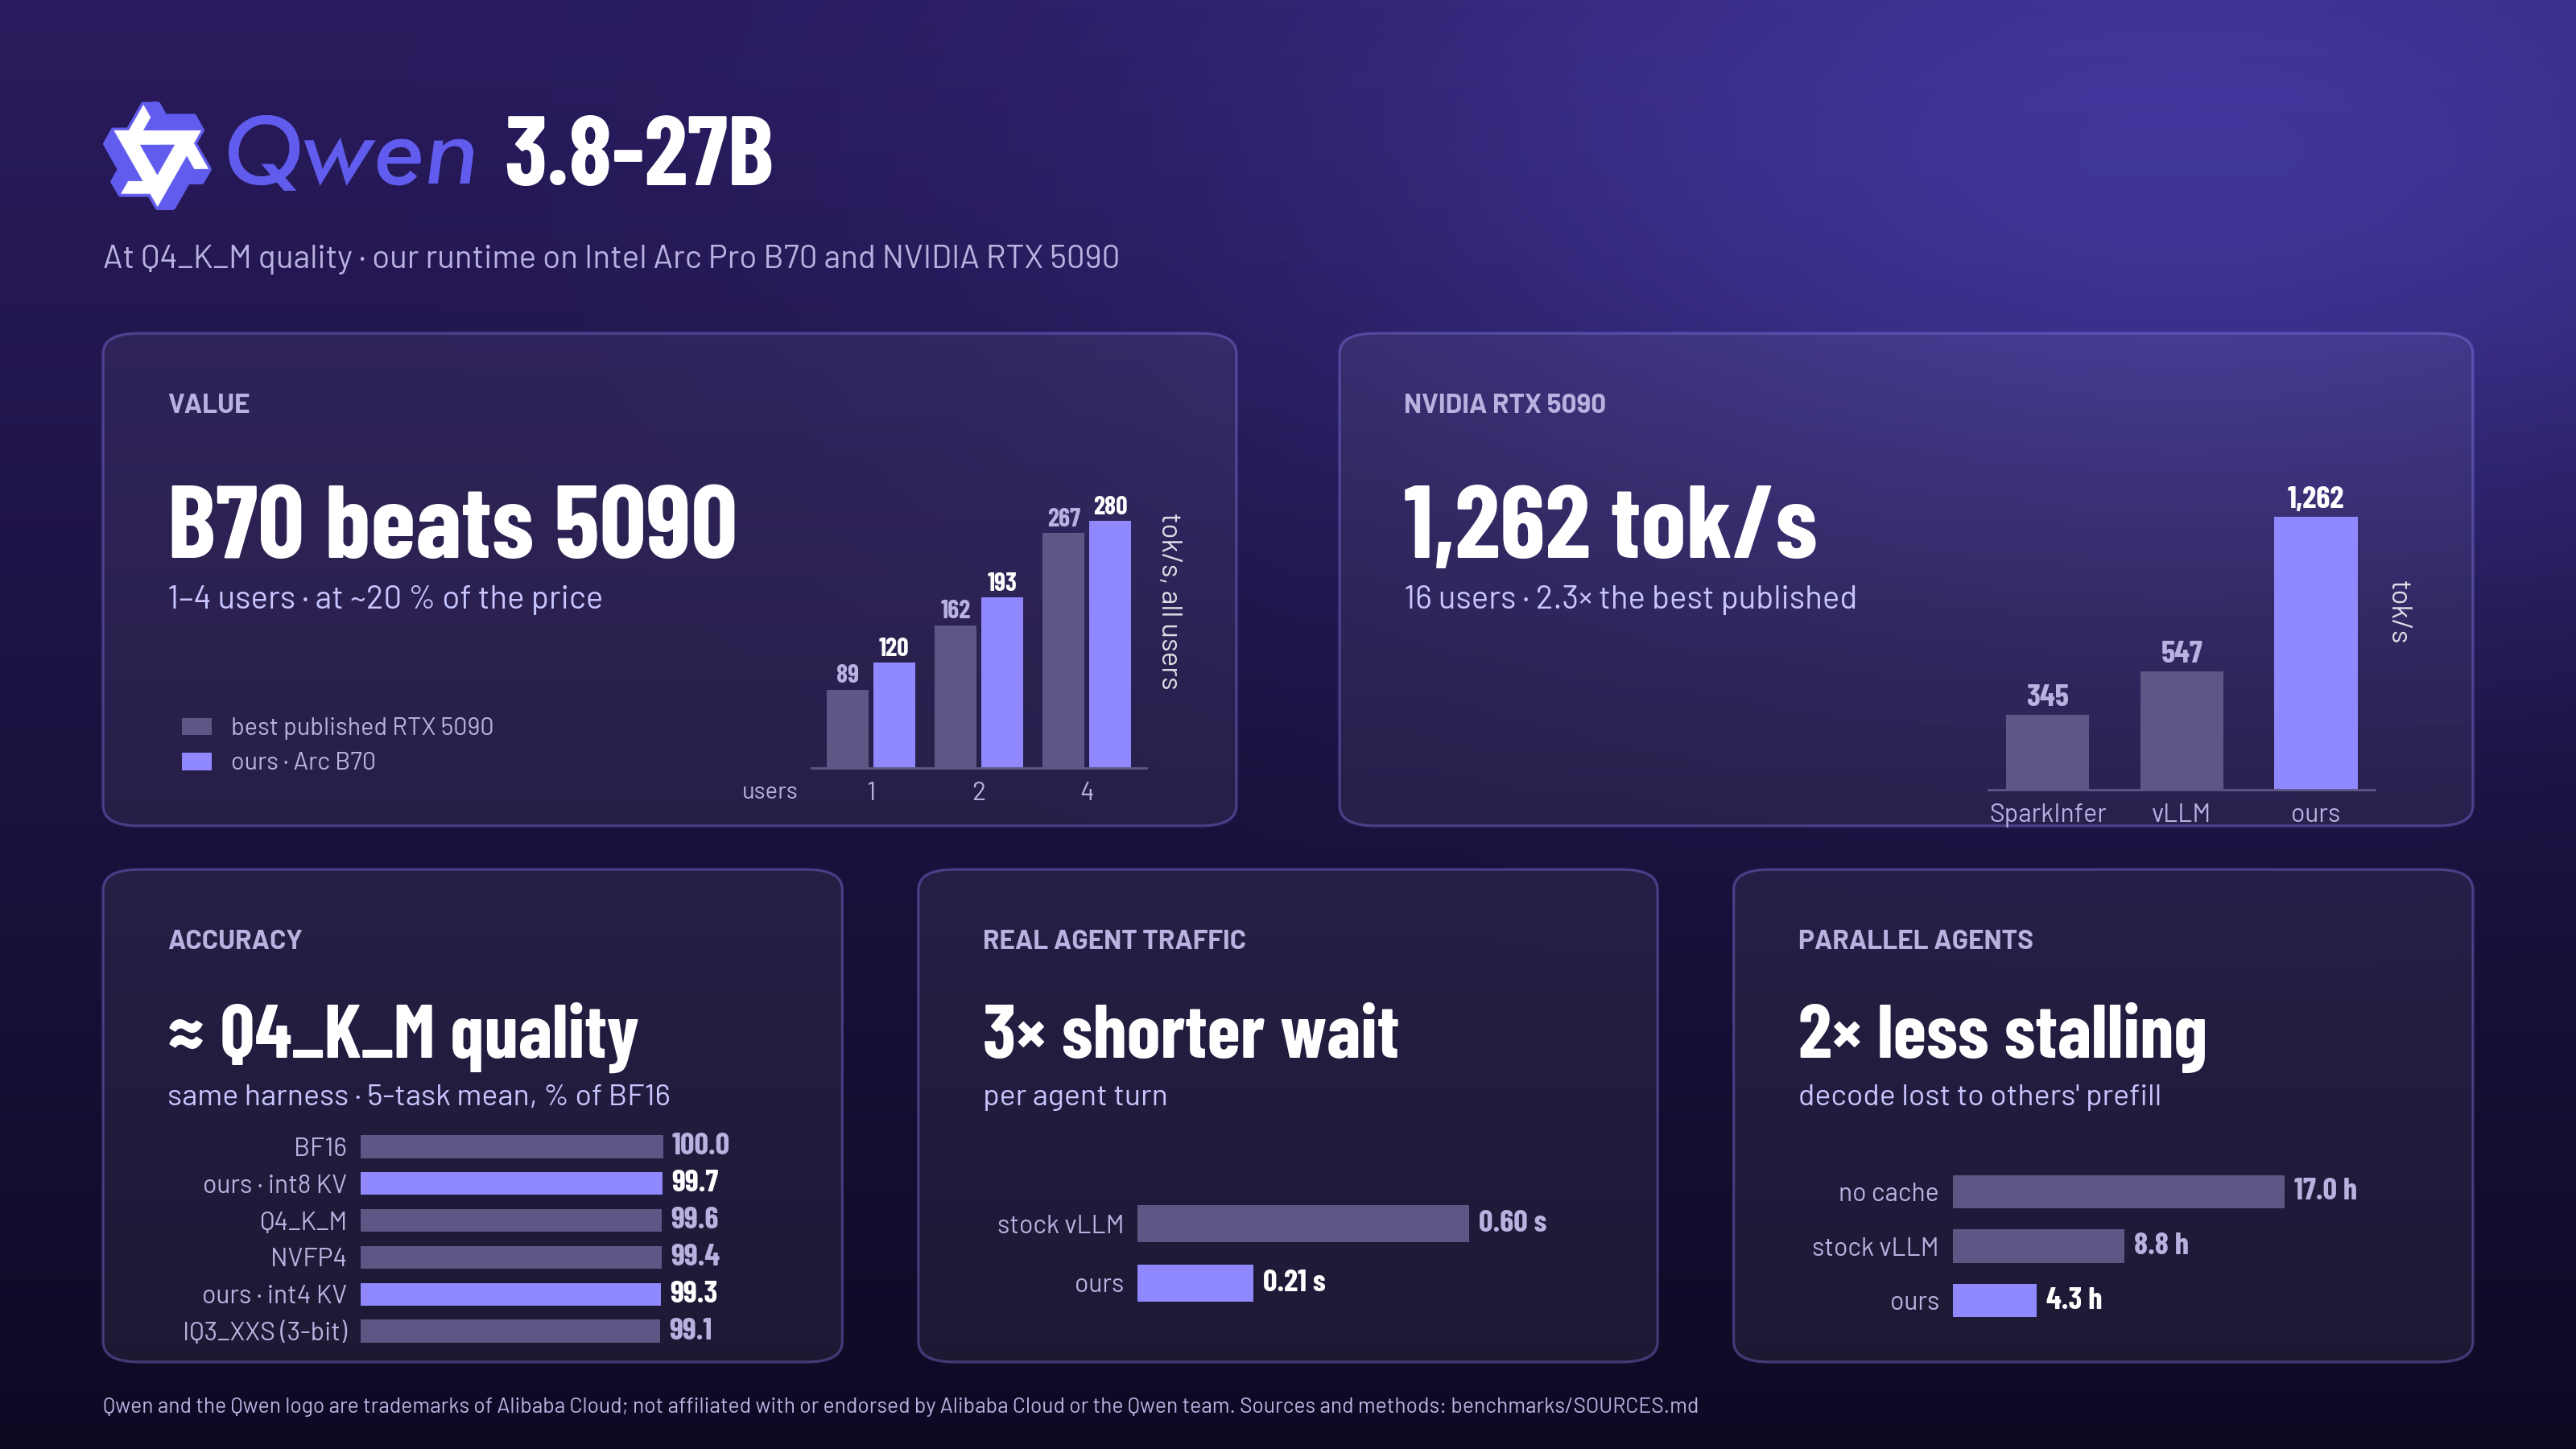 Qwen 3.8-27B
At Q4_K_M quality · our runtime on Intel Arc Pro B70 and NVIDIA RTX 5090
VALUE
B70 beats 5090
1–4 users · at ~20 % of the price
best published RTX 5090
ours · Arc B70
89
120
162
193
267
280
users
1
2
4
tok/s, all users
NVIDIA RTX 5090
1,262 tok/s
16 users · 2.3× the best published
345
547
1,262
SparkInfer
vLLM
ours
tok/s
ACCURACY
≈ Q4_K_M quality
same harness · 5-task mean, % of BF16
BF16 100.0
ours · int8 KV 99.7
Q4_K_M 99.6
NVFP4 99.4
ours · int4 KV 99.3
IQ3_XXS (3-bit) 99.1
REAL AGENT TRAFFIC
3× shorter wait
per agent turn
stock vLLM 0.60 s
ours 0.21 s
PARALLEL AGENTS
2× less stalling
decode lost to others' prefill
no cache 17.0 h
stock vLLM 8.8 h
ours 4.3 h
Qwen and the Qwen logo are trademarks of Alibaba Cloud; not affiliated with or endorsed by Alibaba Cloud or the Qwen team. Sources and methods: benchmarks/SOURCES.md